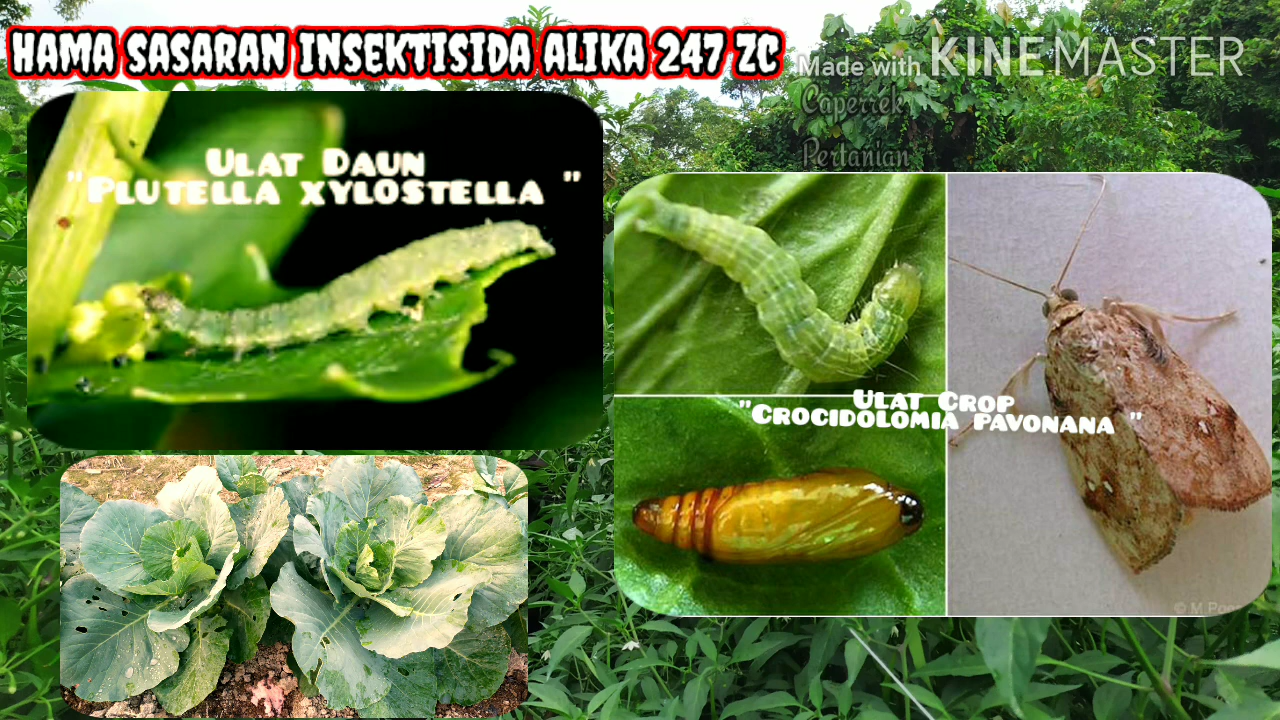 HAMA SASARAN INSEKTISIDA ALIKA 247 ZC
Made with KINEMASTER
Caperrek
Pertanian
ULAT DAUN
"PLUTELLA XYLOSTELLA "
ULAT CROP
"CROCIDOLOMIA PAVONANA "